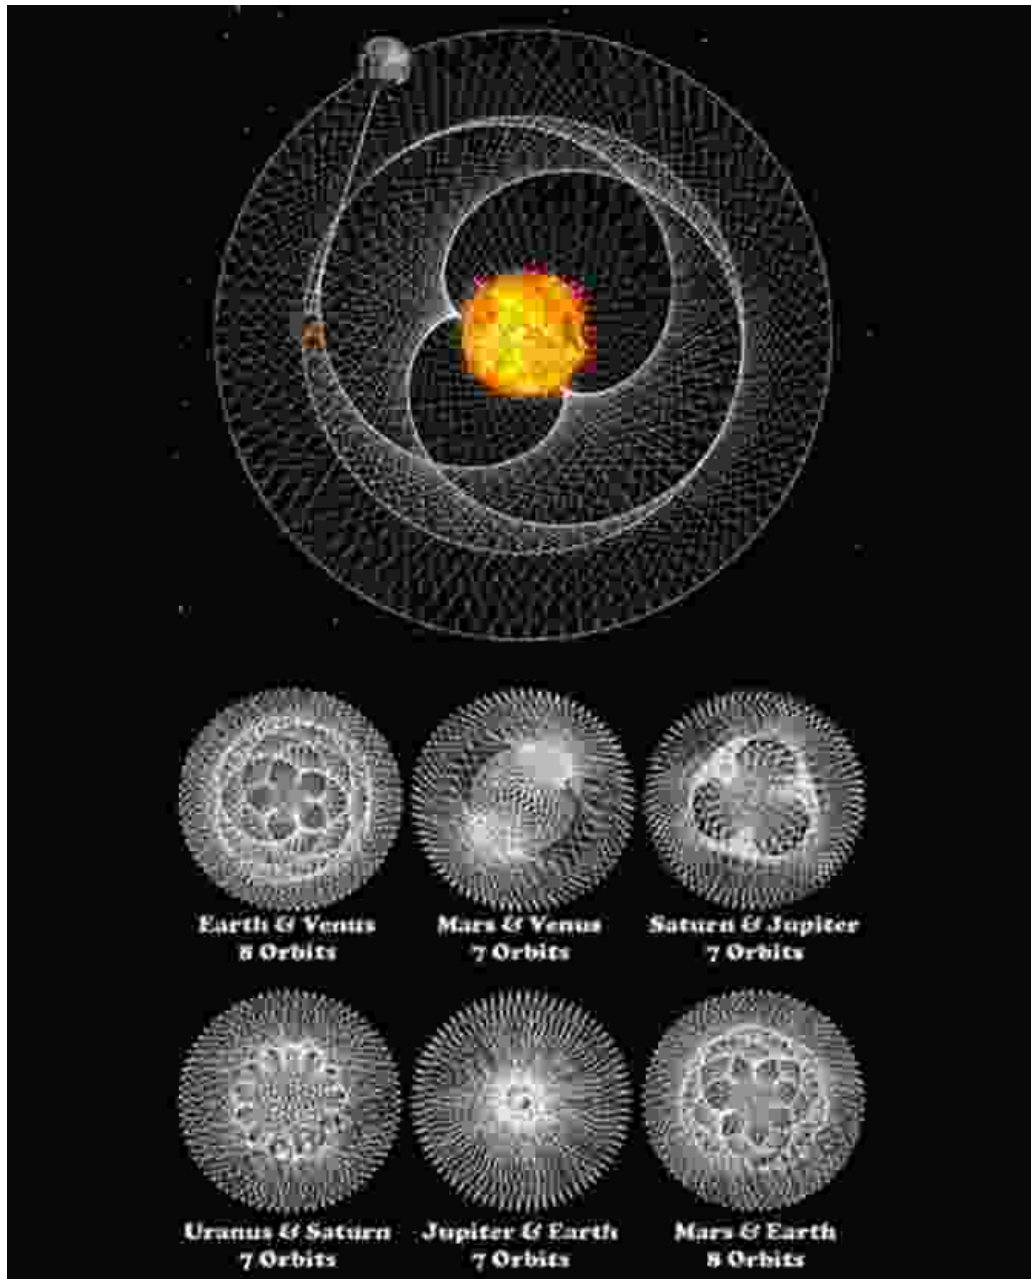 Earth & Venus
8 Orbits
Mars & Venus
7 Orbits
Saturn & Jupiter
7 Orbits
Uranus & Saturn
7 Orbits
Jupiter & Earth
7 Orbits
Mars & Earth
8 Orbits